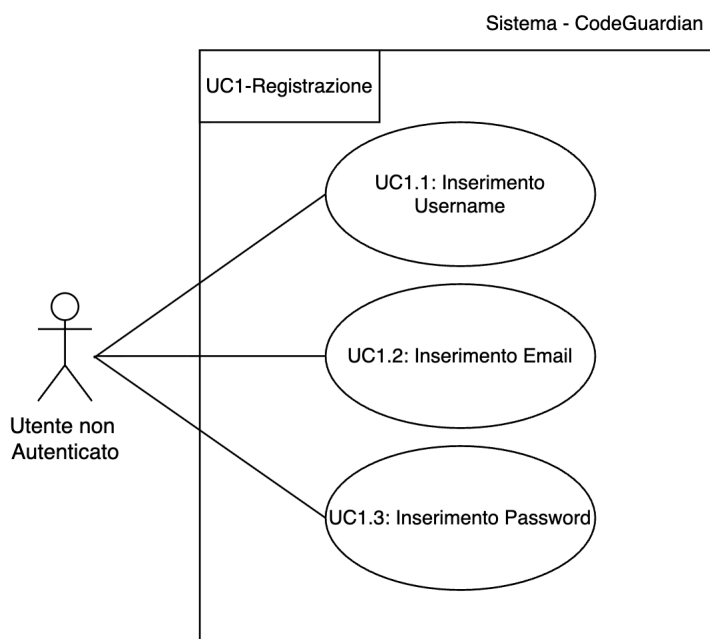 Sistema - CodeGuardian
UC1-Registrazione
UC1.1: Inserimento
Username
UC1.2: Inserimento Email
Utente non
Autenticato
UC1.3: Inserimento Password